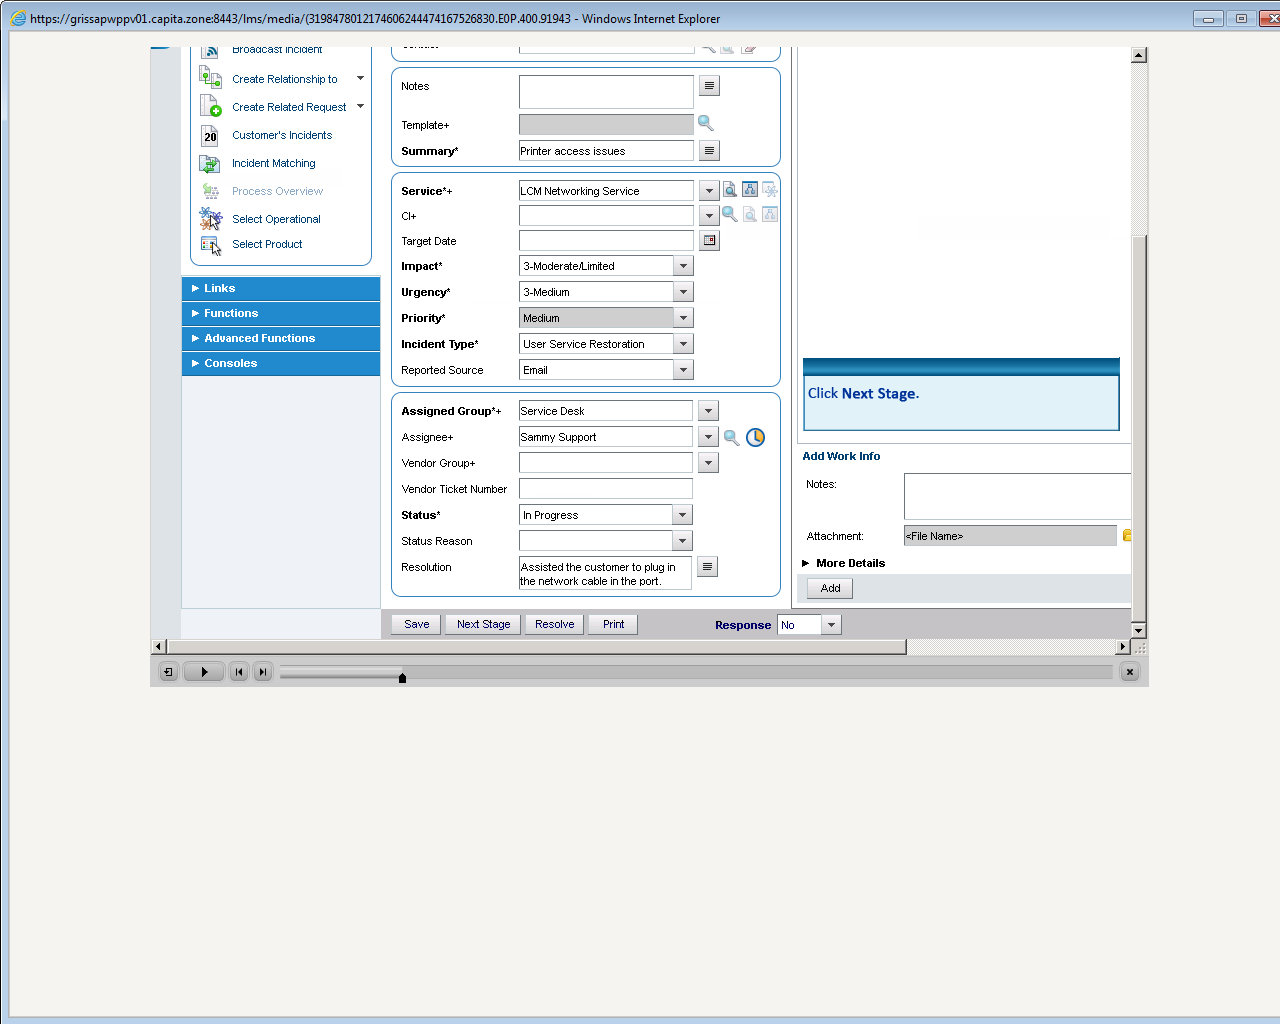 https://grissapwppv01.capita.zone:8443/lms/media/(3198478012174606244474167526830.E0P.400.91943 - Windows Internet Explorer
Broadcast Incident
Create Relationship to
Create Related Request
20 Customer's Incidents
Incident Matching
Process Overview
Select Operational
Select Product
Links
Functions
Advanced Functions
Consoles
Notes
Template+
Summary* Printer access issues
Service*+ LCM Networking Service
CI+
Target Date
Impact* 3-Moderate/Limited
Urgency* 3-Medium
Priority* Medium
Incident Type* User Service Restoration
Reported Source Email
Assigned Group*+ Service Desk
Assignee+ Sammy Support
Vendor Group+
Vendor Ticket Number
Status* In Progress
Status Reason
Resolution Assisted the customer to plug in
the network cable in the port.
Save Next Stage Resolve Print Response No
Click Next Stage.
Add Work Info
Notes:
Attachment: <File Name>
More Details
Add